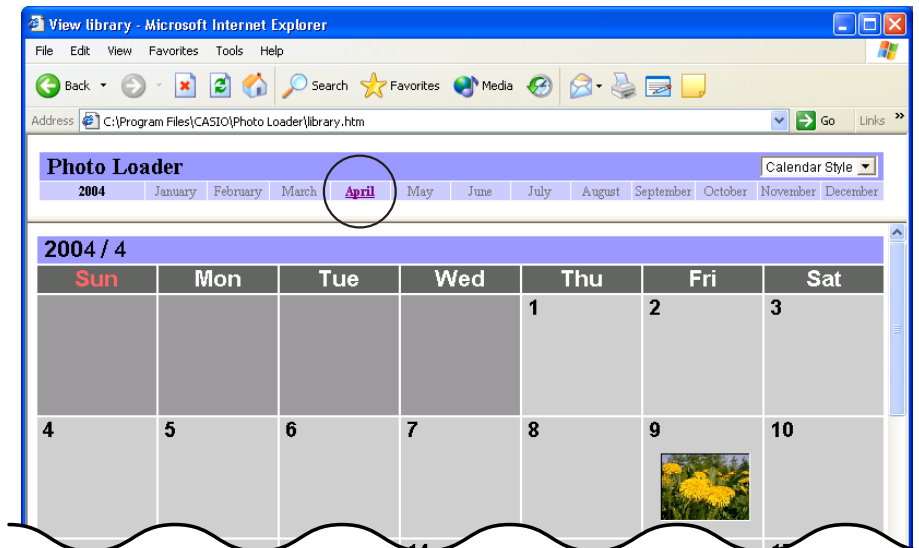 View library - Microsoft Internet Explorer
File Edit View Favorites Tools Help
Back Search Favorites Media
Address C:\Program Files\CASIO\Photo Loader\library.htm Go Links »
Photo Loader Calendar Style
2004 January February March April May June July August September October November December
2004 / 4
Sun Mon Tue Wed Thu Fri Sat
1 2 3
4 5 6 7 8 9 10